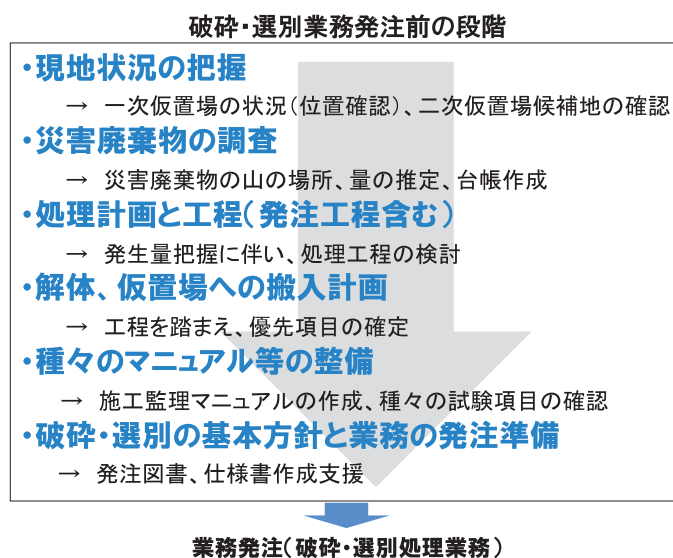 破砕・選別業務発注前の段階
・現地状況の把握
→ 一次仮置場の状況(位置確認)、二次仮置場候補地の確認
・災害廃棄物の調査
→ 災害廃棄物の山の場所、量の推定、台帳作成
・処理計画と工程(発注工程含む)
→ 発生量把握に伴い、処理工程の検討
・解体、仮置場への搬入計画
→ 工程を踏まえ、優先項目の確定
・種々のマニュアル等の整備
→ 施工監理マニュアルの作成、種々の試験項目の確認
・破砕・選別の基本方針と業務の発注準備
→ 発注図書、仕様書作成支援
業務発注(破砕・選別処理業務)